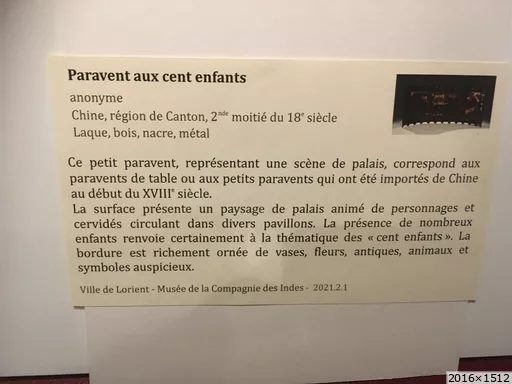 Paravent aux cent enfants
anonyme
Chine, région de Canton, 2nde moitié du 18e siècle
Laque, bois, nacre, métal
Ce petit paravent, représentant une scène de palais, correspond aux
paravents de table ou aux petits paravents qui ont été importés de Chine
au début du XVIIIe siècle.
La surface présente un paysage de palais animé de personnages et
cervidés circulant dans divers pavillons. La présence de nombreux
enfants renvoie certainement à la thématique des « cent enfants ». La
bordure est richement ornée de vases, fleurs, antiques, animaux et
symboles auspicieux.
Ville de Lorient - Musée de la Compagnie des Indes - 2021.2.1
2016×1512